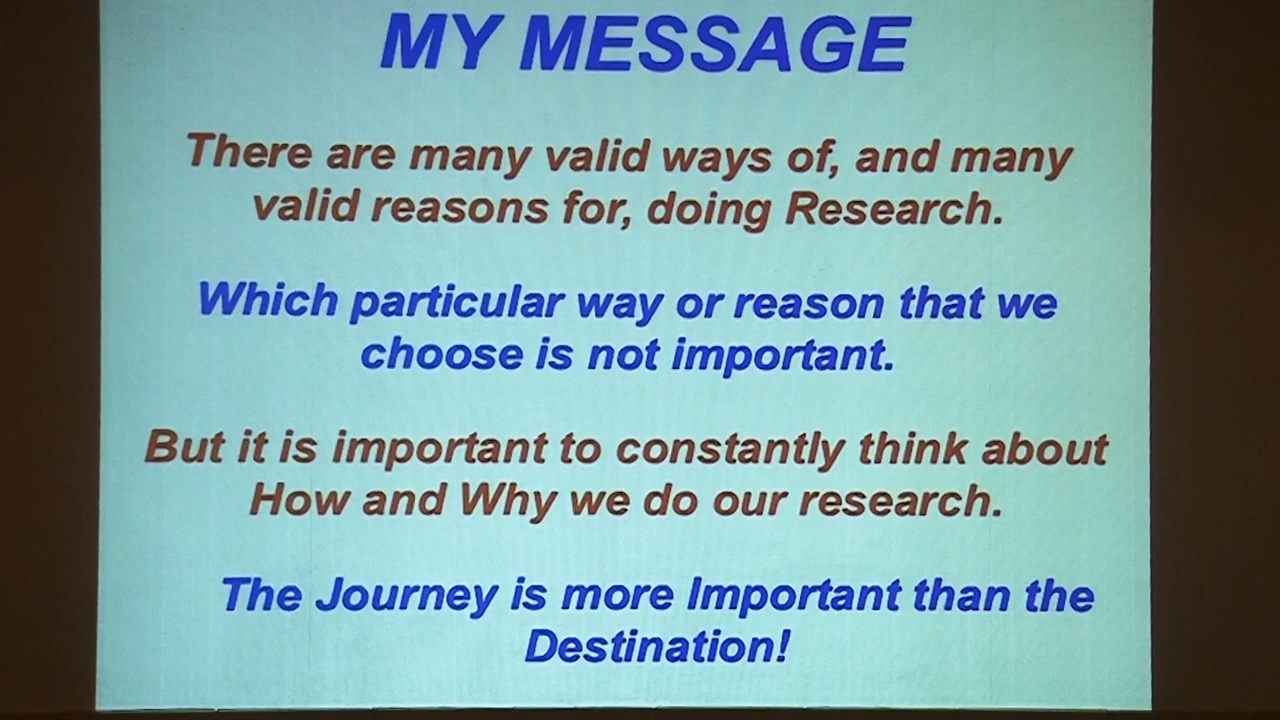 MY MESSAGE
There are many valid ways of, and many
valid reasons for, doing Research.
Which particular way or reason that we
choose is not important.
But it is important to constantly think about
How and Why we do our research.
The Journey is more Important than the
Destination!